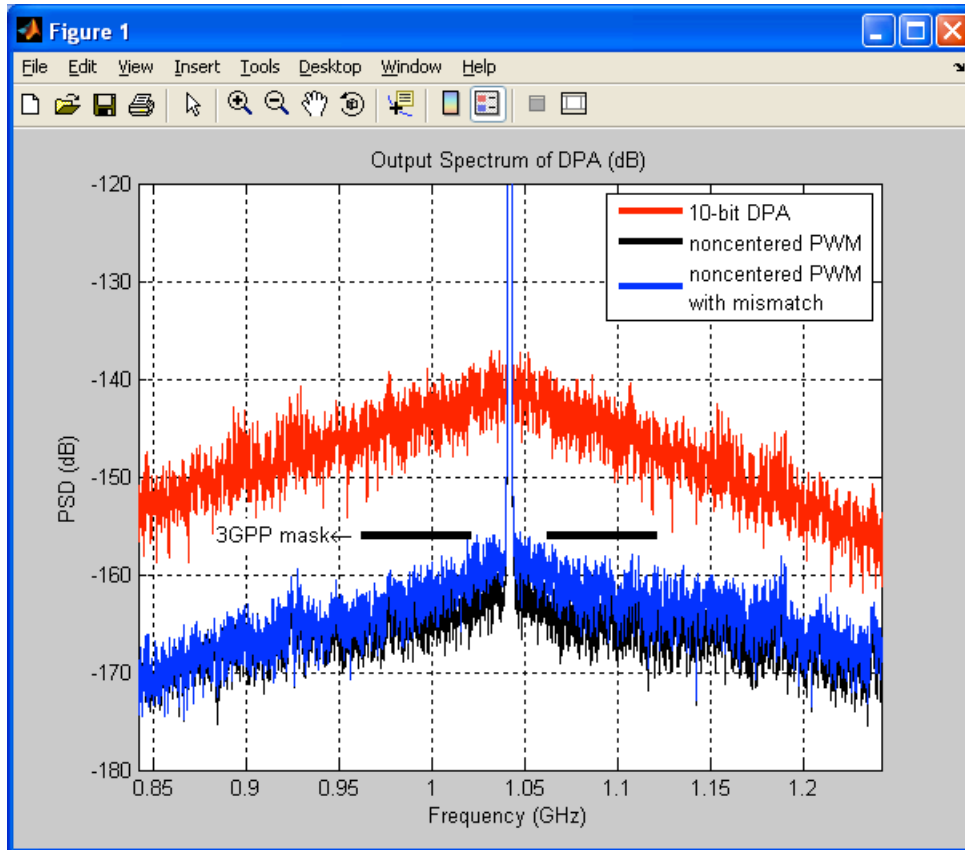 Figure 1
File Edit View Insert Tools Desktop Window Help
Output Spectrum of DPA (dB)
-120
-130
-140
-150
-160
-170
-180
PSD (dB)
10-bit DPA
noncentered PWM
noncentered PWM
with mismatch
3GPP mask←
0.85 0.9 0.95 1 1.05 1.1 1.15 1.2
Frequency (GHz)